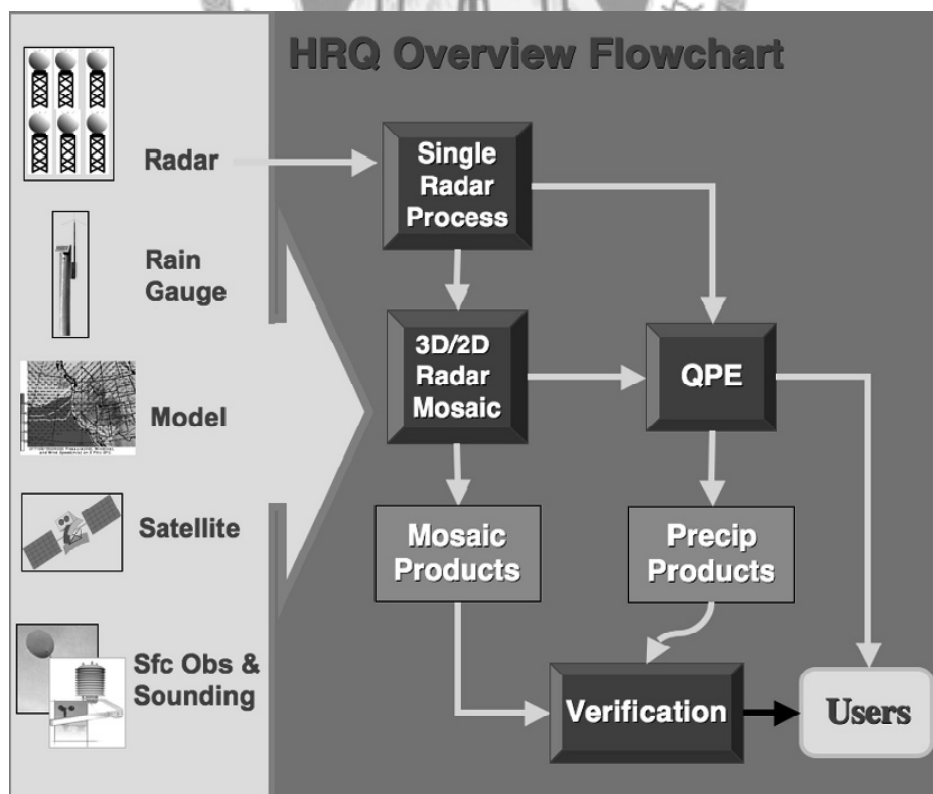 HRQ Overview Flowchart
Radar
Rain
Gauge
Model
Satellite
Sfc Obs &
Sounding
Single
Radar
Process
3D/2D
Radar
Mosaic
QPE
Mosaic
Products
Precip
Products
Verification
Users